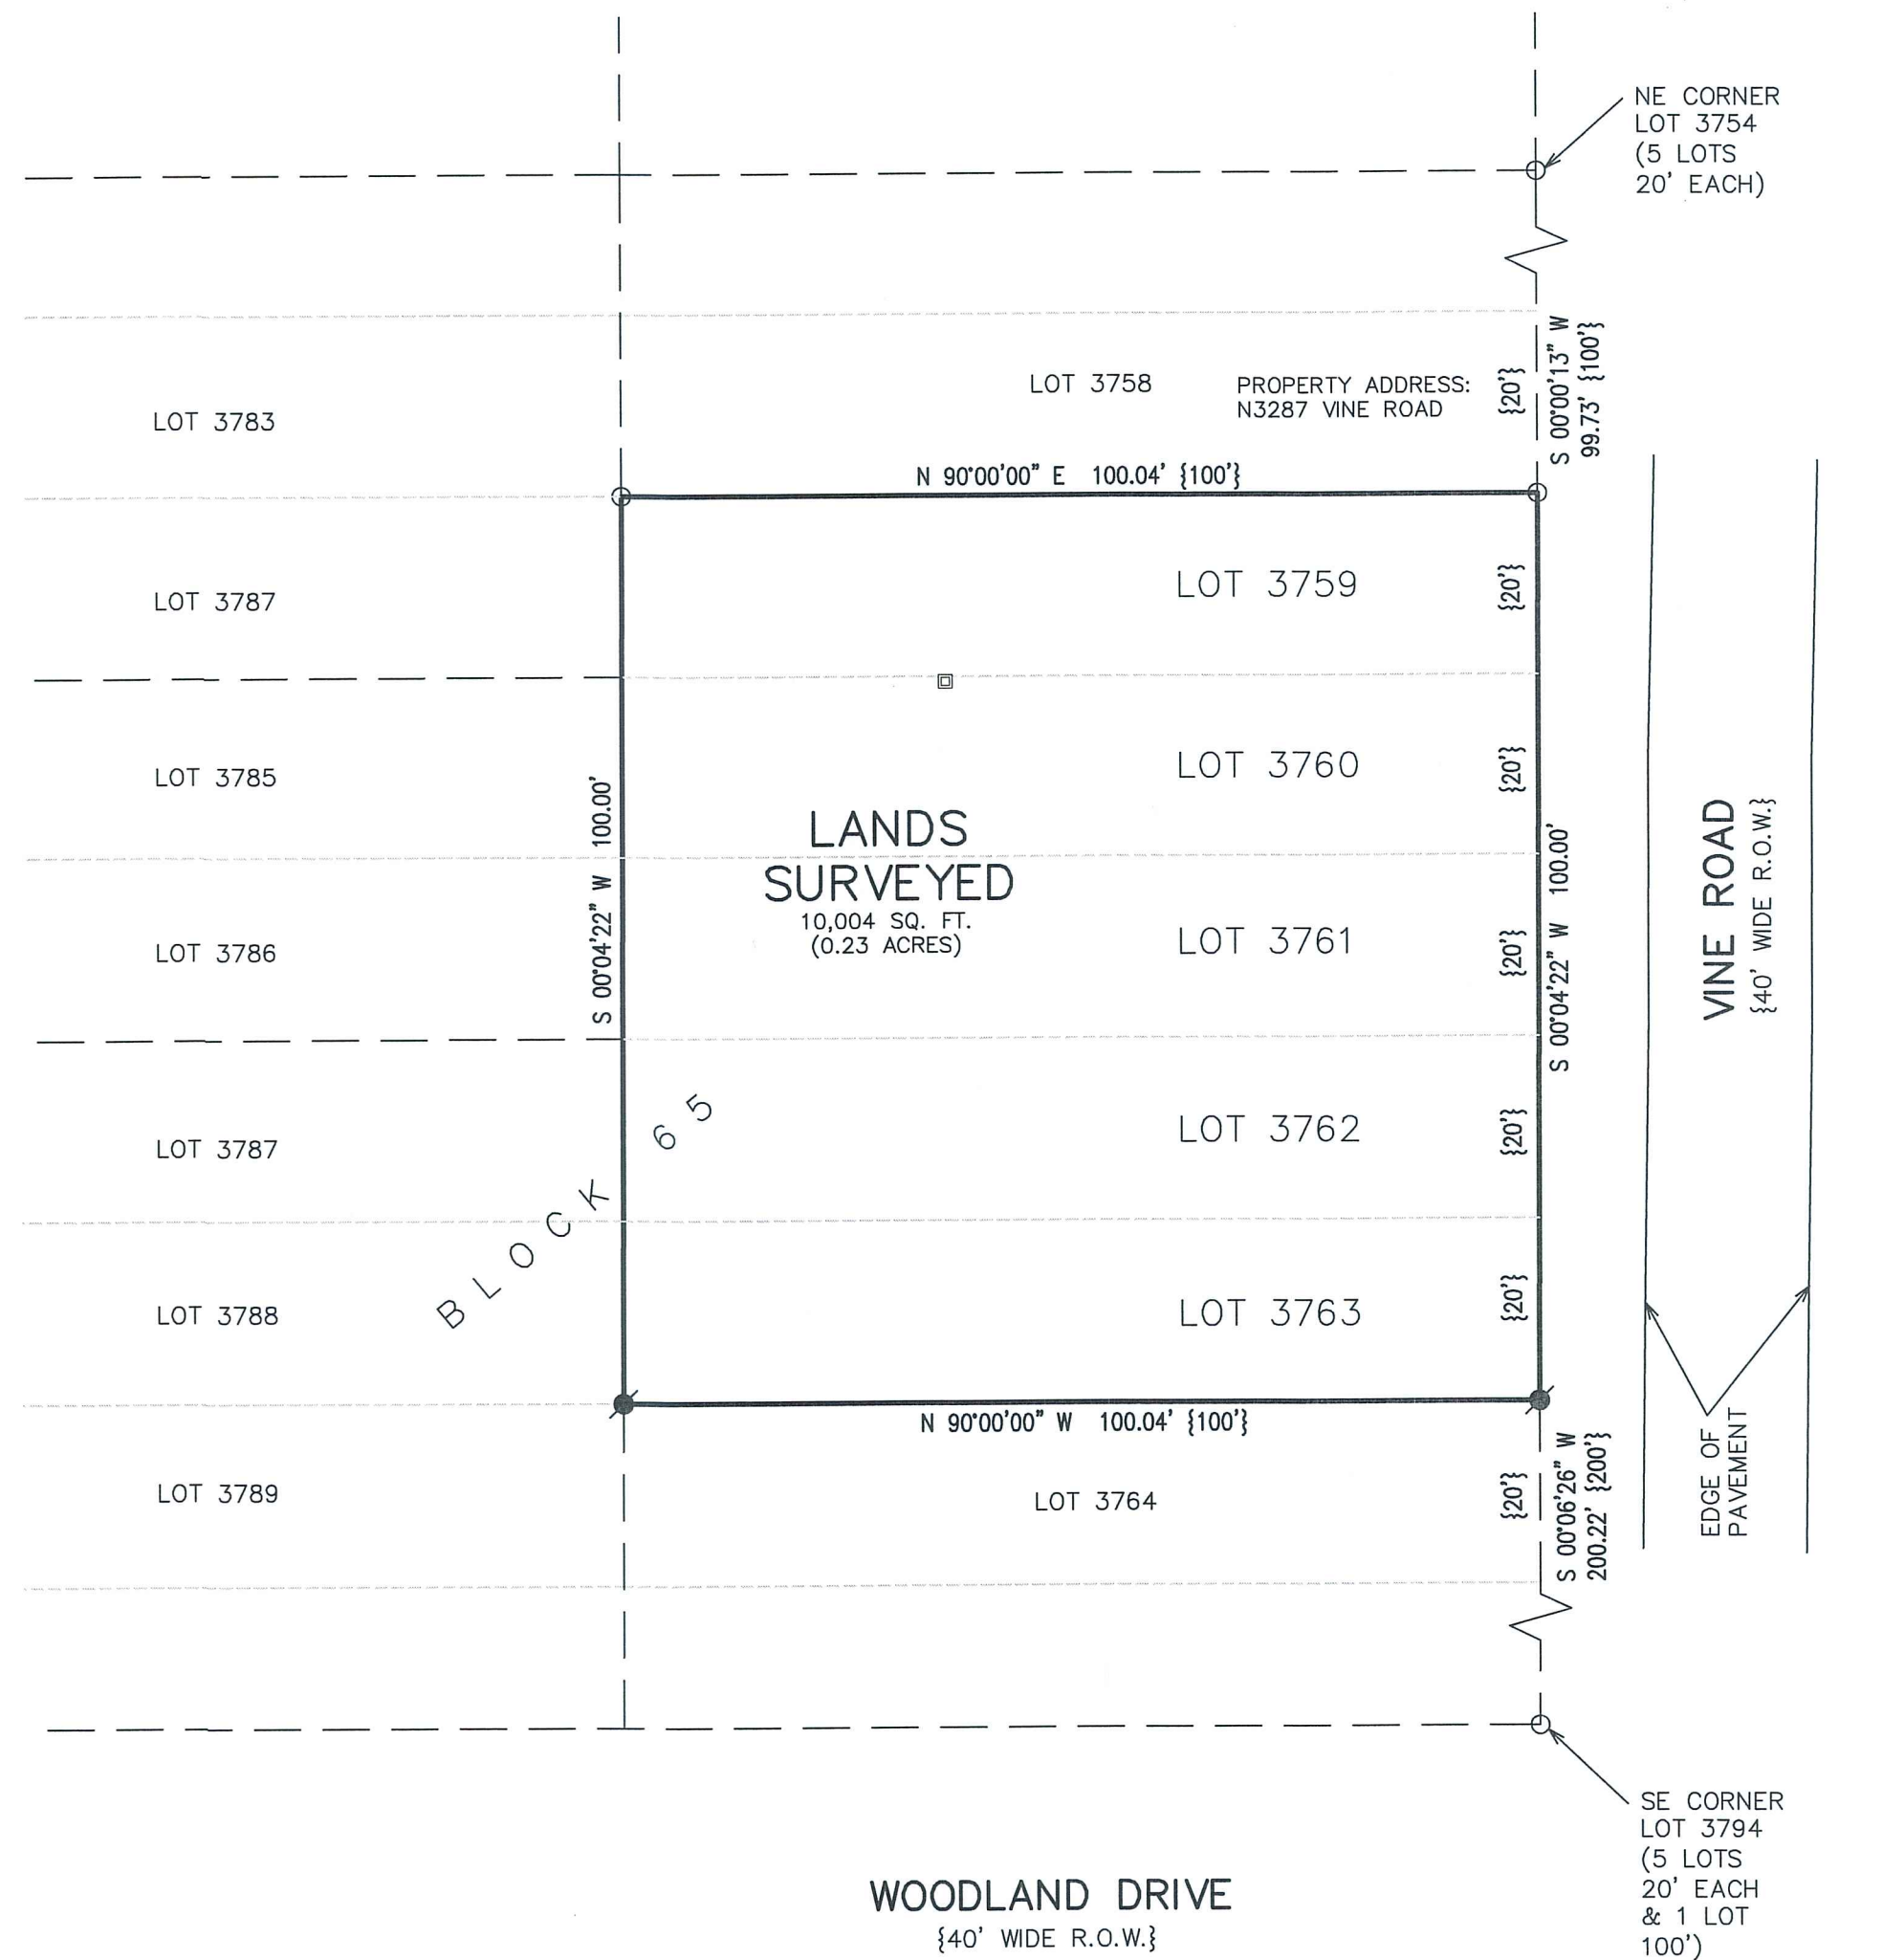 NE CORNER
LOT 3754
(5 LOTS
20' EACH)
LOT 3758
PROPERTY ADDRESS:
N3287 VINE ROAD
{20'}
S 00°00'13" W
99.73' {100'}
LOT 3783
N 90°00'00" E 100.04' {100'}
LOT 3787
LOT 3759
{20'}
LOT 3785
LOT 3760
{20'}
S 00°04'22" W 100.00'
LANDS
SURVEYED
10,004 SQ. FT.
(0.23 ACRES)
LOT 3786
LOT 3761
{20'}
S 00°04'22" W 100.00'
VINE ROAD
{40' WIDE R.O.W.}
LOT 3787
BLOCK 65
LOT 3762
{20'}
LOT 3788
LOT 3763
{20'}
N 90°00'00" W 100.04' {100'}
EDGE OF
PAVEMENT
LOT 3789
LOT 3764
{20'}
S 00°06'26" W
200.22' {200'}
SE CORNER
LOT 3794
(5 LOTS
20' EACH
& 1 LOT
100')
WOODLAND DRIVE
{40' WIDE R.O.W.}